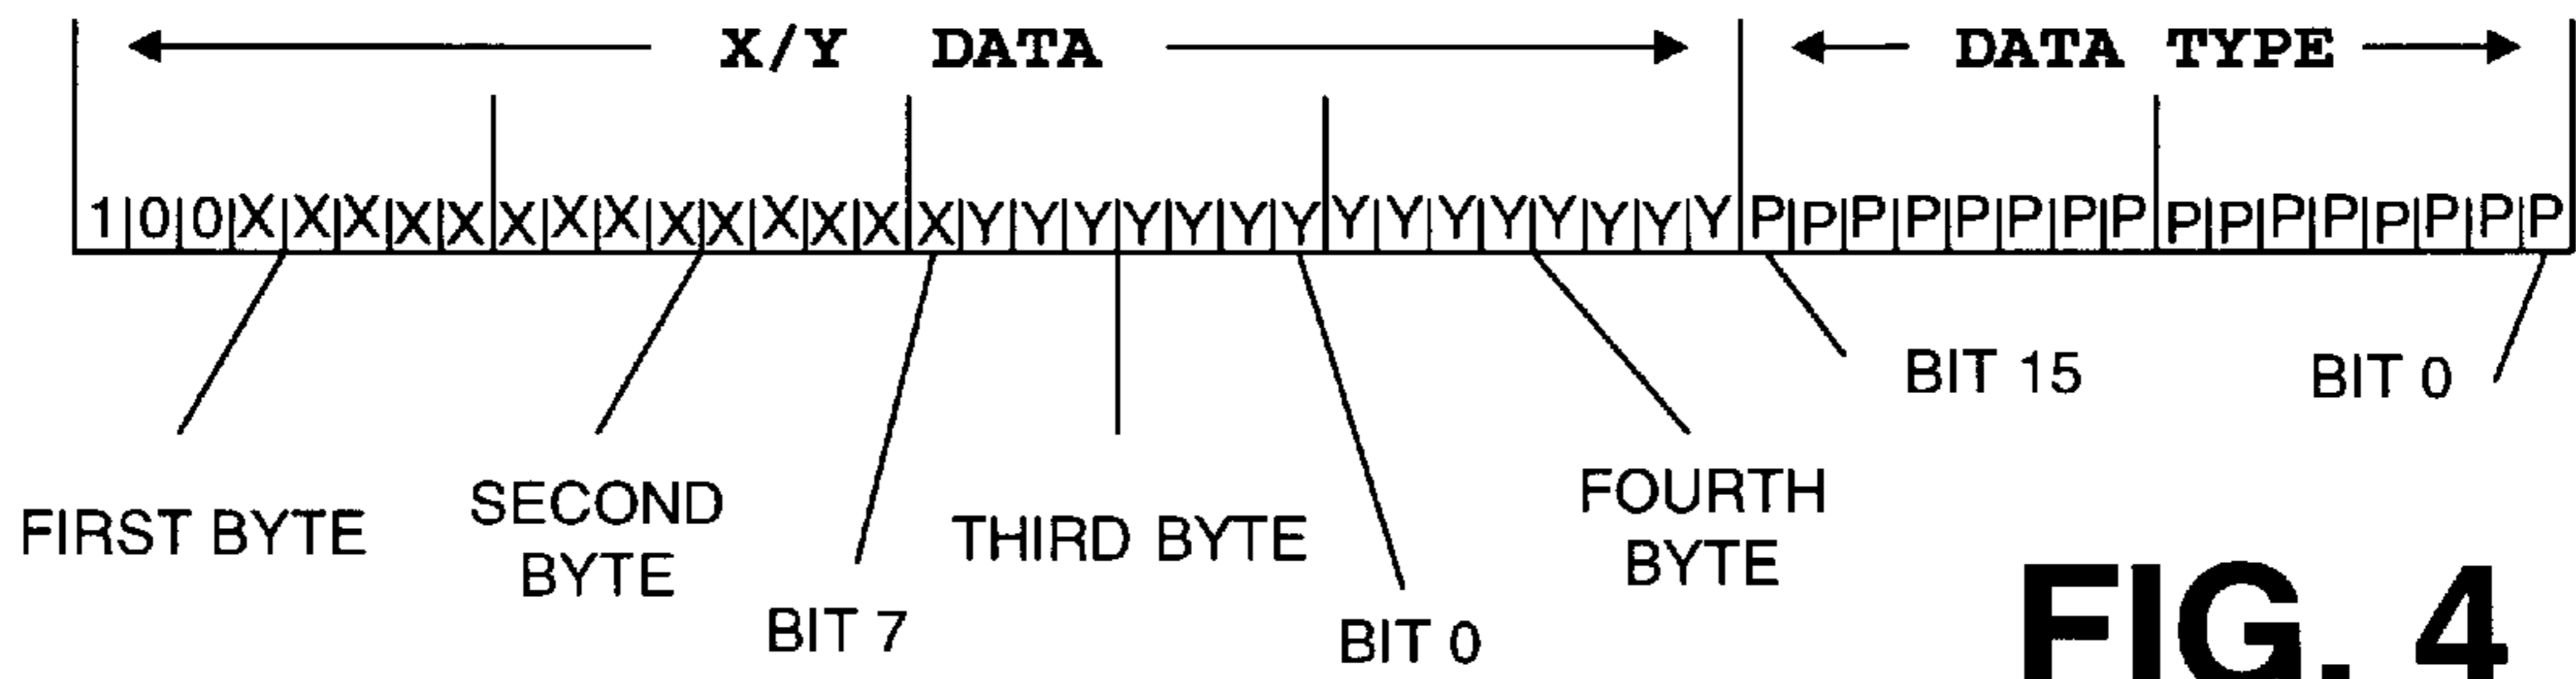 X/Y DATA DATA TYPE
1|0|0|X|X|X|X|X|X|X|X|X|X|X|X|X|X|Y|Y|Y|Y|Y|Y|Y|Y|Y|Y|Y|Y|Y|Y|Y|P|P|P|P|P|P|P|P|P|P|P|P|P|P|P|P
BIT 15 BIT 0
FIRST BYTE
SECOND
BYTE
BIT 7
THIRD BYTE
BIT 0
FOURTH
BYTE
FIG. 4